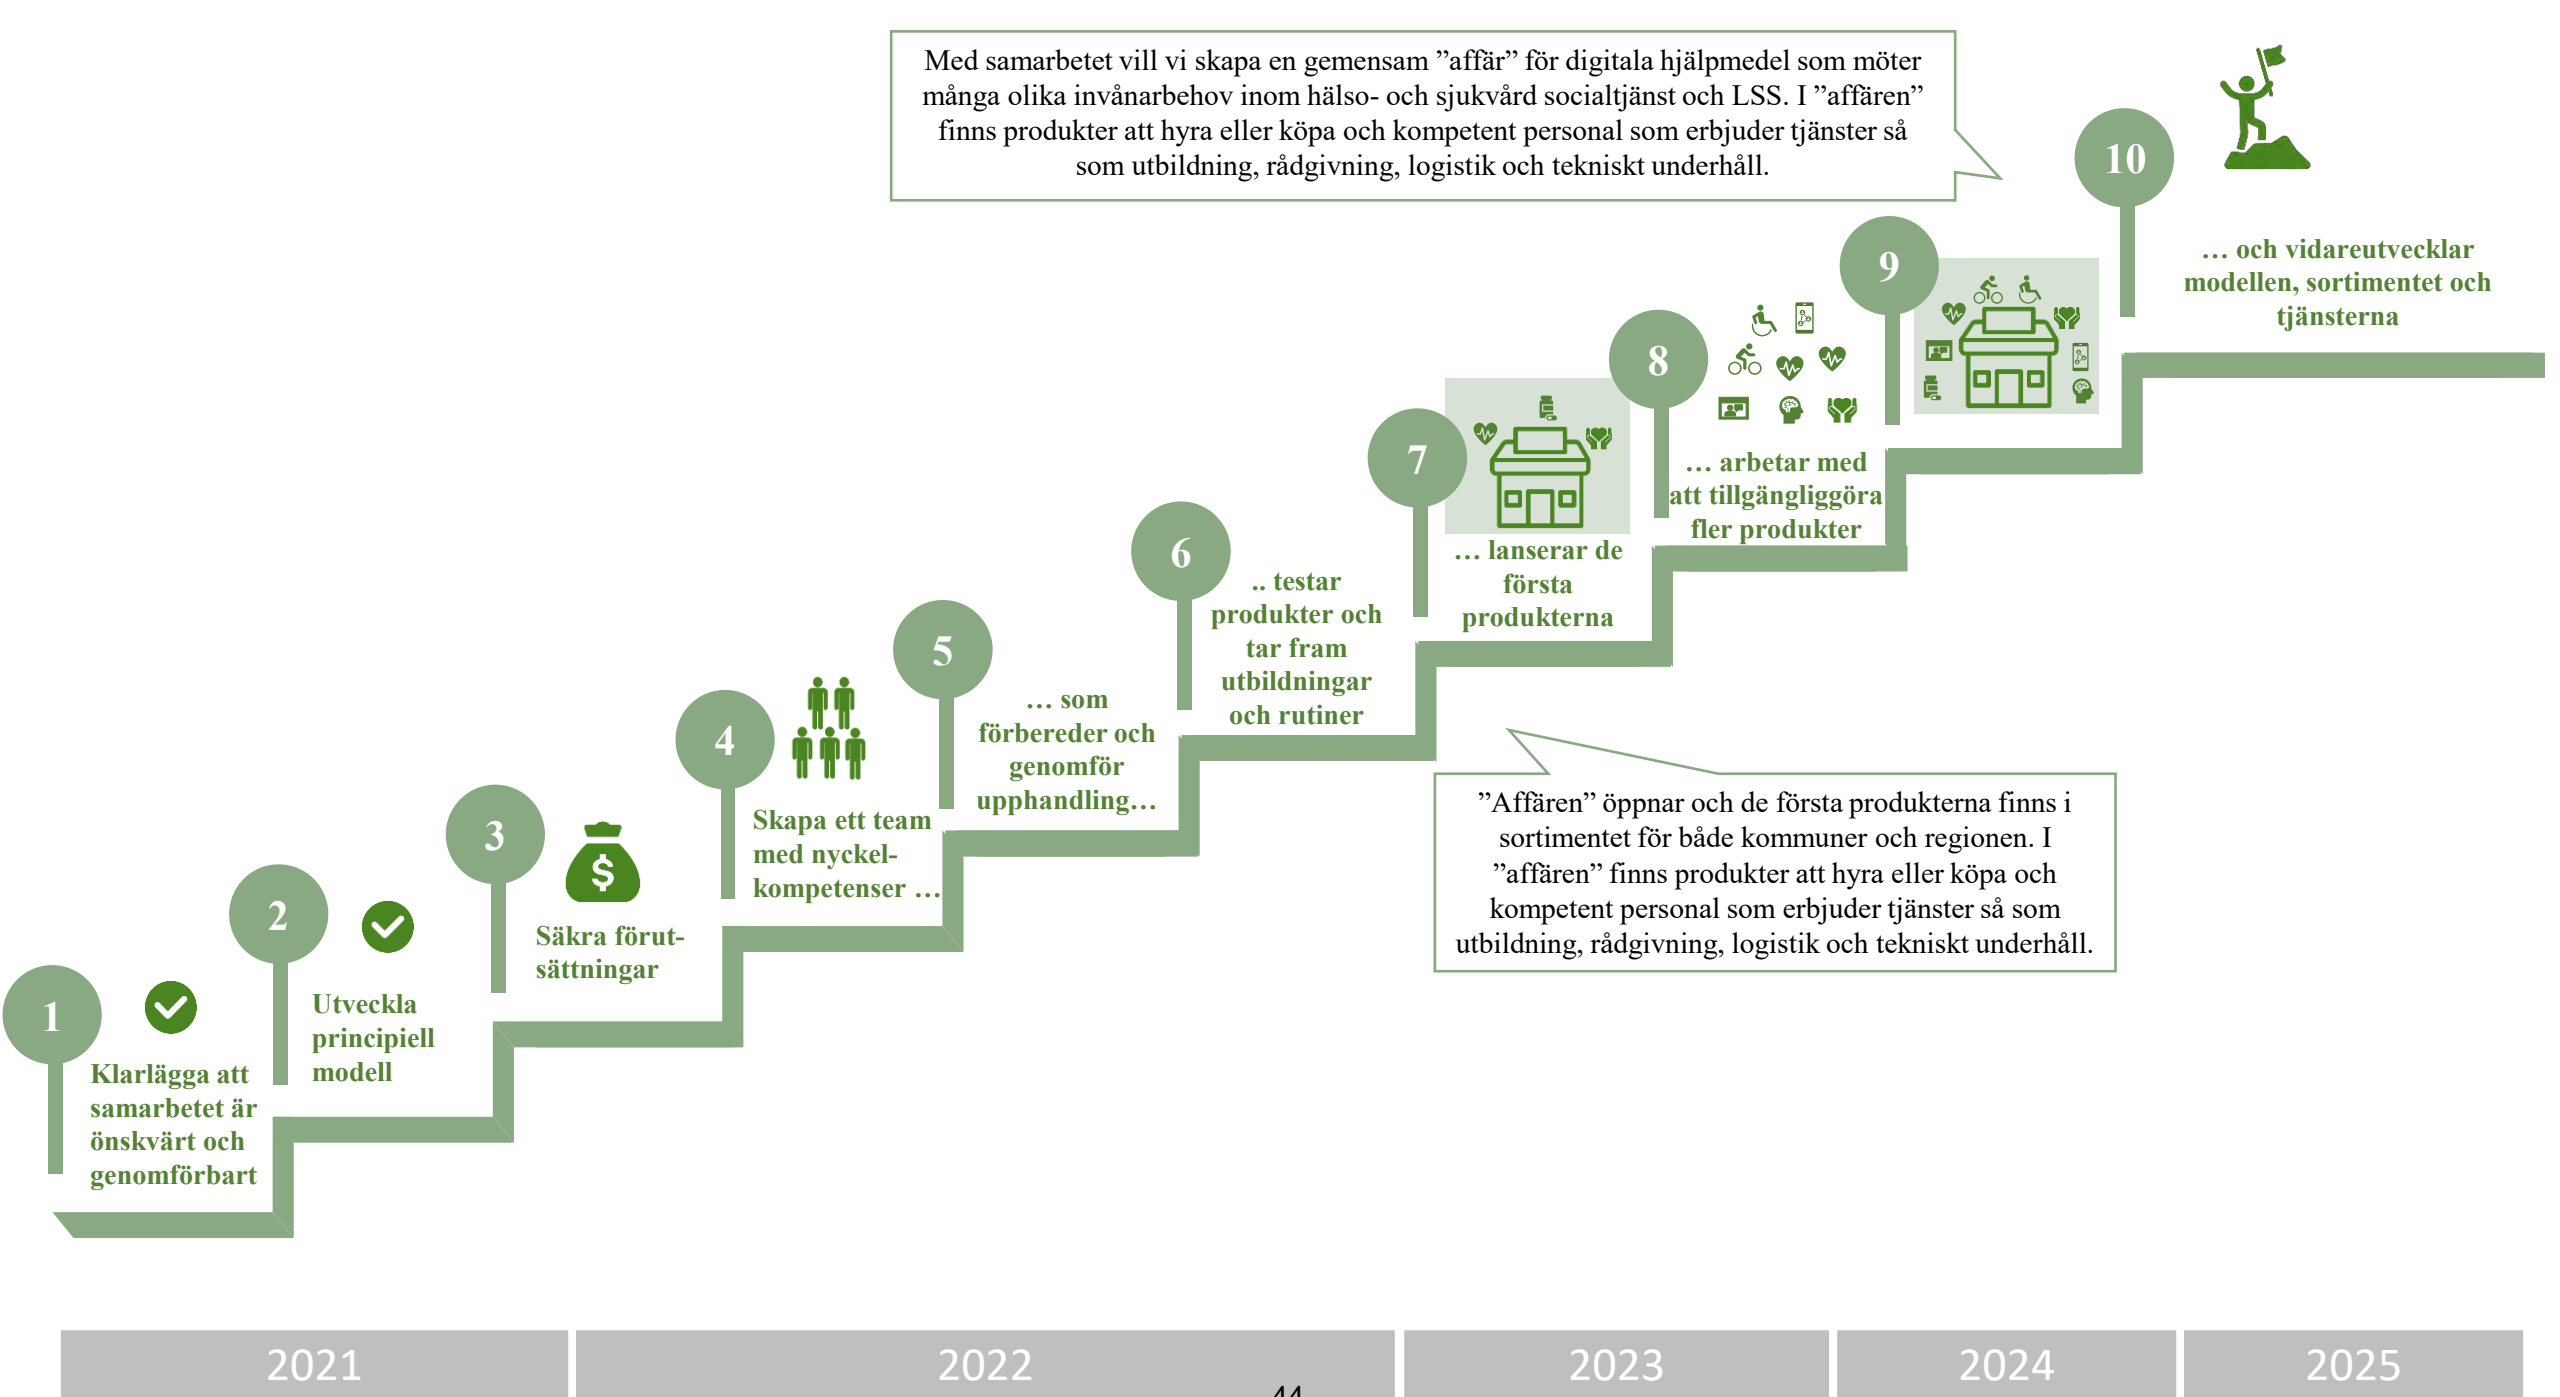 Med samarbetet vill vi skapa en gemensam ”affär” för digitala hjälpmedel som möter
många olika invånarbehov inom hälso- och sjukvård socialtjänst och LSS. I ”affären”
finns produkter att hyra eller köpa och kompetent personal som erbjuder tjänster så
som utbildning, rådgivning, logistik och tekniskt underhåll.
1
Klarlägga att
samarbetet är
önskvärt och
genomförbart
2
Utveckla
principiell
modell
3
$
Säkra förut-
sättningar
4
Skapa ett team
med nyckel-
kompetenser …
5
… som
förbereder och
genomför
upphandling…
6
.. testar
produkter och
tar fram
utbildningar
och rutiner
7
… lanserar de
första
produkterna
8
… arbetar med
att tillgängliggöra
fler produkter
9
10
… och vidareutvecklar
modellen, sortimentet och
tjänsterna
”Affären” öppnar och de första produkterna finns i
sortimentet för både kommuner och regionen. I
”affären” finns produkter att hyra eller köpa och
kompetent personal som erbjuder tjänster så som
utbildning, rådgivning, logistik och tekniskt underhåll.
2021
2022
2023
2024
2025
44